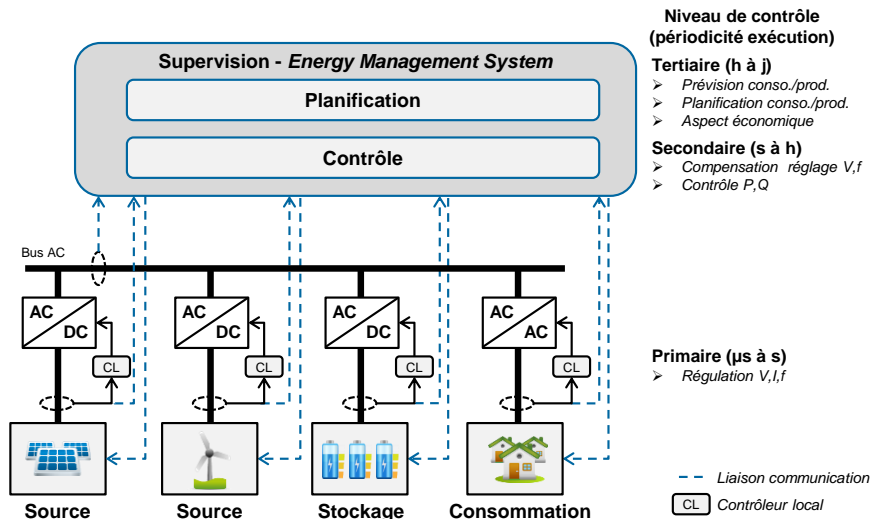 Niveau de contrôle
(périodicité exécution)
Supervision - Energy Management System
Planification
Contrôle
Tertiaire (h à j)
➢ Prévision conso./prod.
➢ Planification conso./prod.
➢ Aspect économique
Secondaire (s à h)
➢ Compensation réglage V,f
➢ Contrôle P,Q
Bus AC
AC
DC
AC
DC
AC
DC
AC
AC
CL
CL
CL
CL
Primaire (µs à s)
➢ Régulation V,I,f
Source
Source
Stockage
Consommation
Liaison communication
CL Contrôleur local